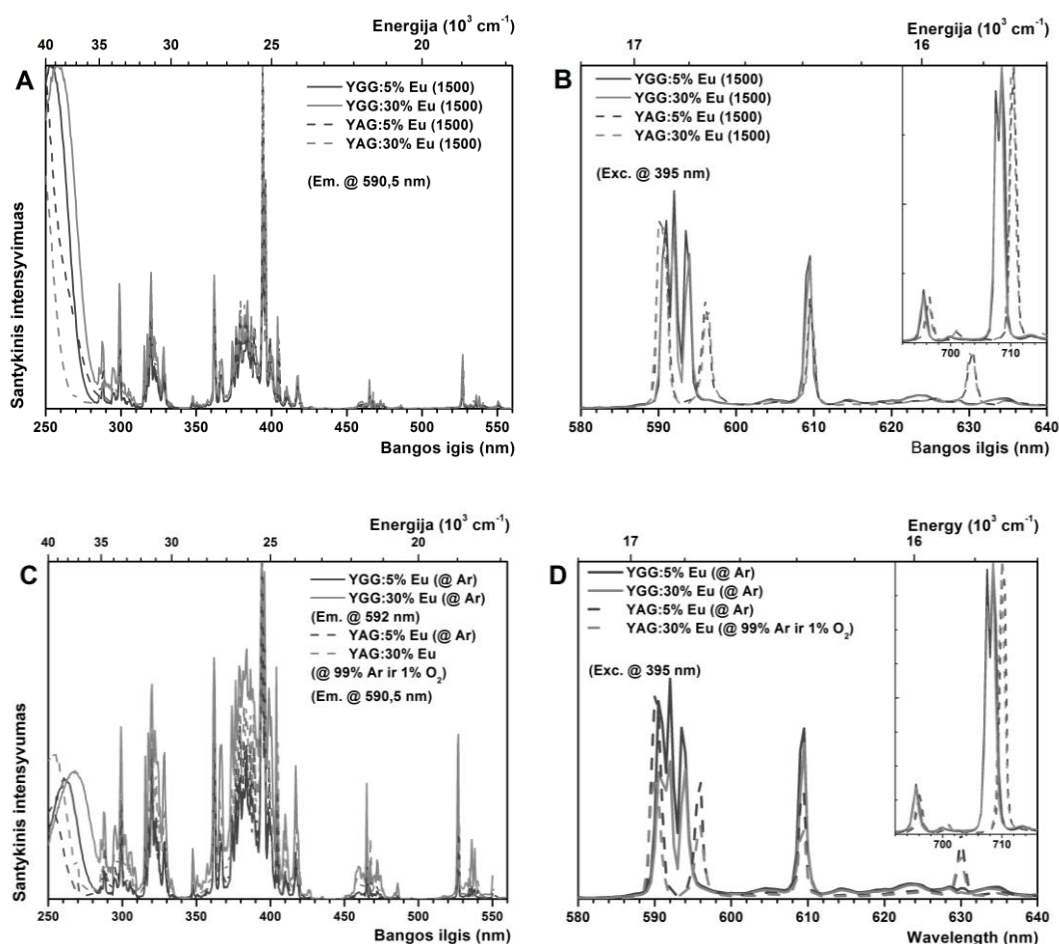 Energija (10³ cm⁻¹)
40 35 30 25 20
A
YGG:5% Eu (1500)
YGG:30% Eu (1500)
YAG:5% Eu (1500)
YAG:30% Eu (1500)
(Em. @ 590,5 nm)
Santykinis intensyvimuas
250 300 350 400 450 500 550
Bangos igis (nm)
Energija (10³ cm⁻¹)
17 16
B
YGG:5% Eu (1500)
YGG:30% Eu (1500)
YAG:5% Eu (1500)
YAG:30% Eu (1500)
(Exc. @ 395 nm)
700 710
580 590 600 610 620 630 640
Bangos ilgis (nm)
Energija (10³ cm⁻¹)
40 35 30 25 20
C
YGG:5% Eu (@ Ar)
YGG:30% Eu (@ Ar)
(Em. @ 592 nm)
YAG:5% Eu (@ Ar)
YAG:30% Eu
(@ 99% Ar ir 1% O₂)
(Em. @ 590,5 nm)
Santykinis intensyvumas
250 300 350 400 450 500 550
Bangos ilgis (nm)
Energy (10³ cm⁻¹)
17 16
D
YGG:5% Eu (@ Ar)
YGG:30% Eu (@ Ar)
YAG:5% Eu (@ Ar)
YAG:30% Eu (@ 99% Ar ir 1% O₂)
(Exc. @ 395 nm)
700 710
580 590 600 610 620 630 640
Wavelength (nm)